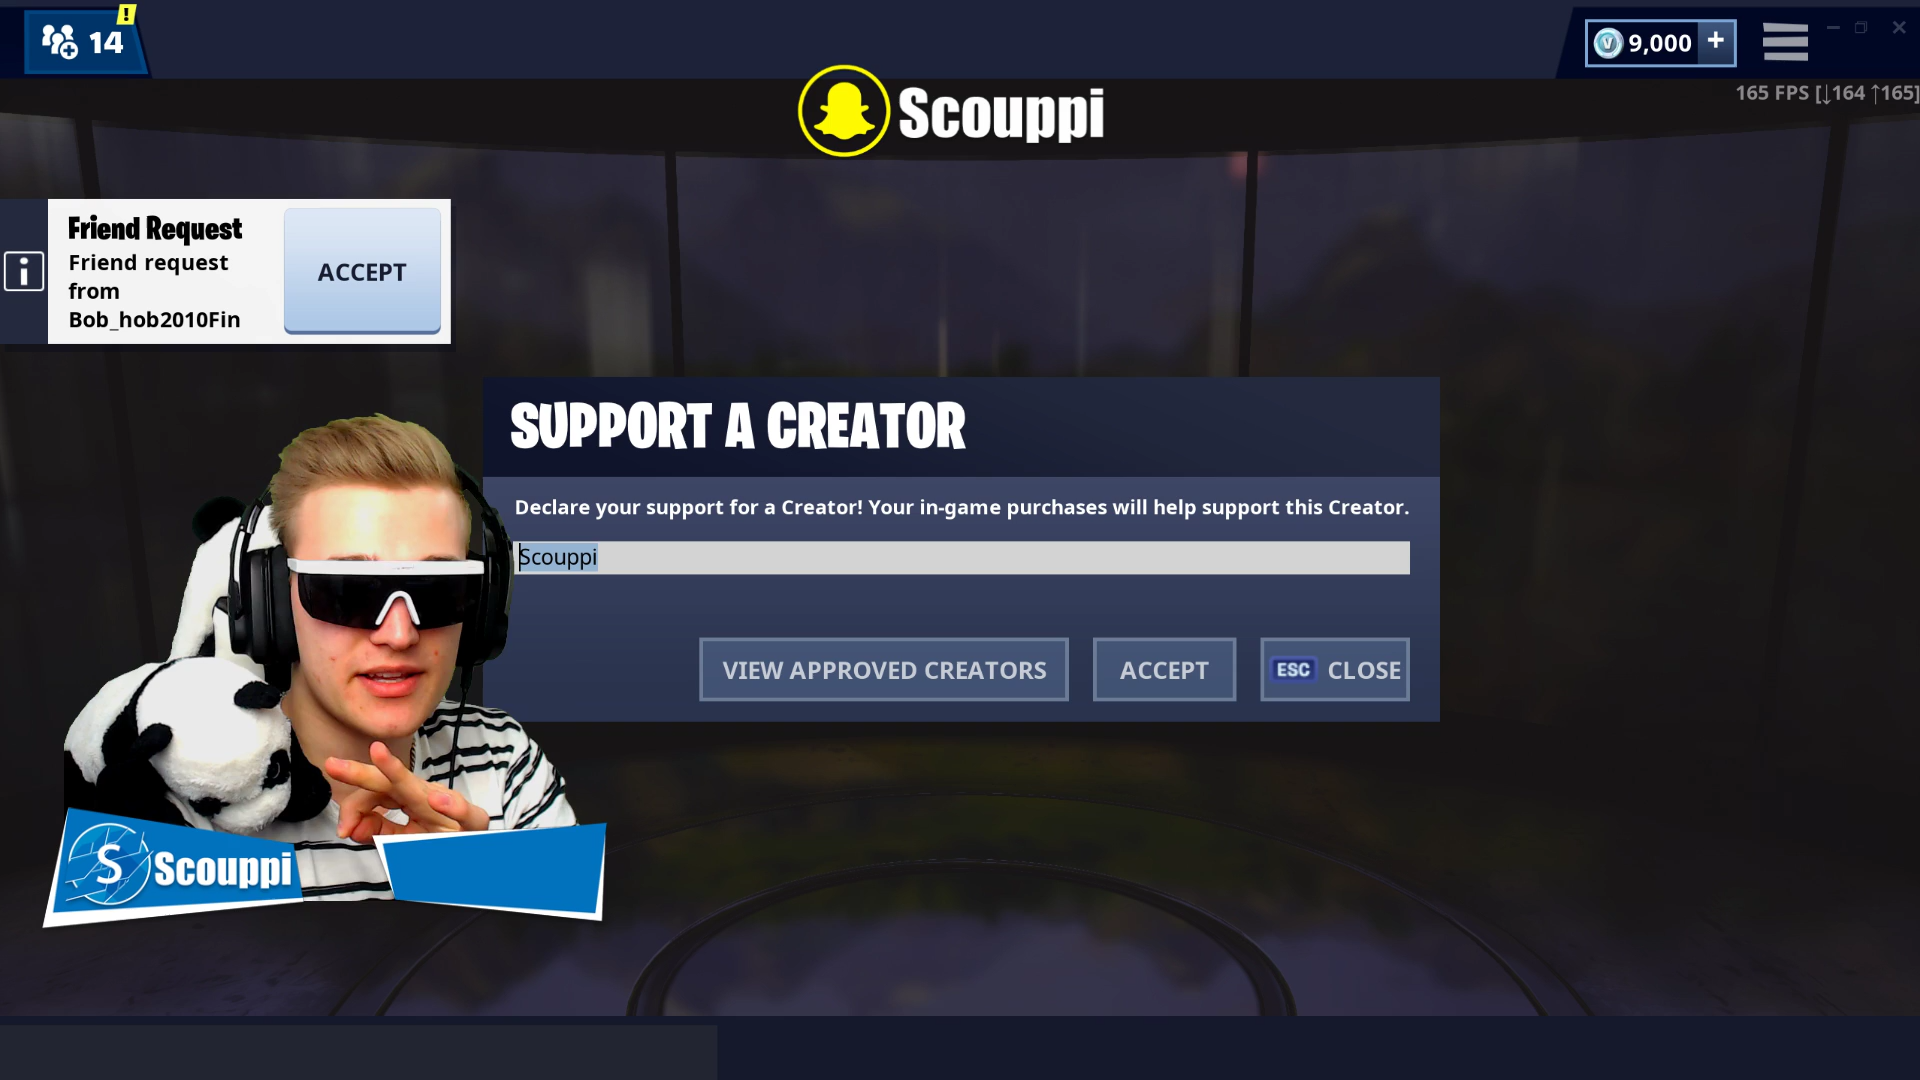 !
14
9,000 +
165 FPS [↓164 ↑165]
Scouppi
Friend Request
Friend request
from
Bob_hob2010Fin
ACCEPT
SUPPORT A CREATOR
Declare your support for a Creator! Your in-game purchases will help support this Creator.
Scouppi
VIEW APPROVED CREATORS
ACCEPT
ESC CLOSE
S Scouppi